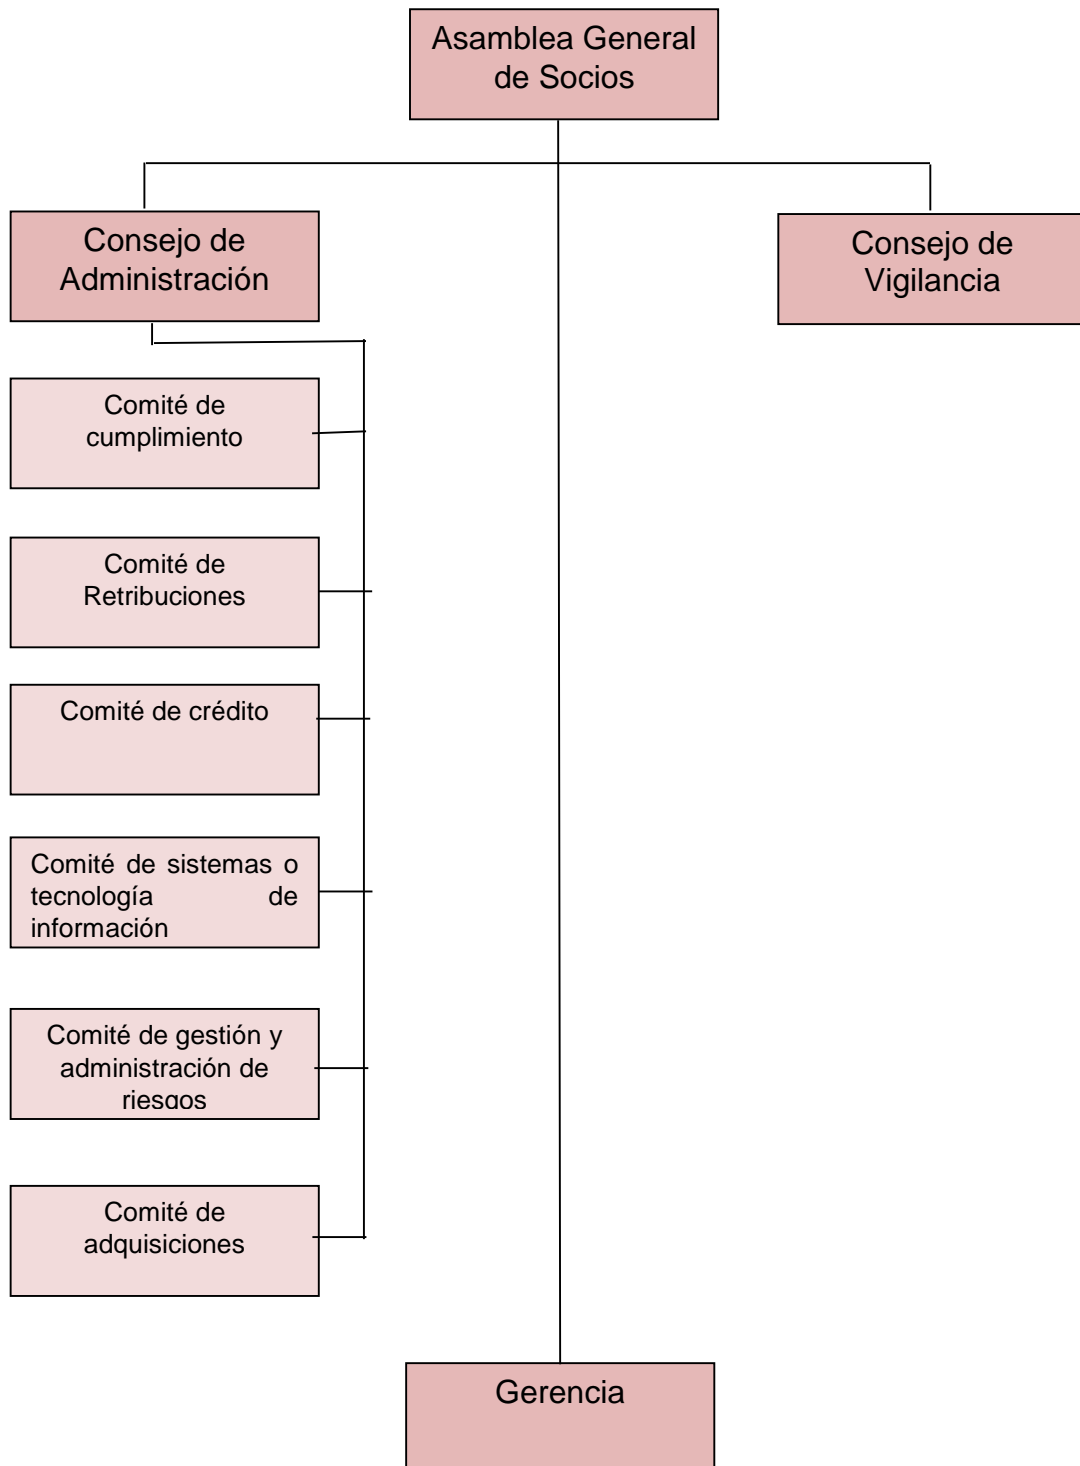 Asamblea General
de Socios
Consejo de
Administración
Consejo de
Vigilancia
Comité de
cumplimiento
Comité de
Retribuciones
Comité de crédito
Comité de sistemas o
tecnología de
información
Comité de gestión y
administración de
riesgos
Comité de
adquisiciones
Gerencia